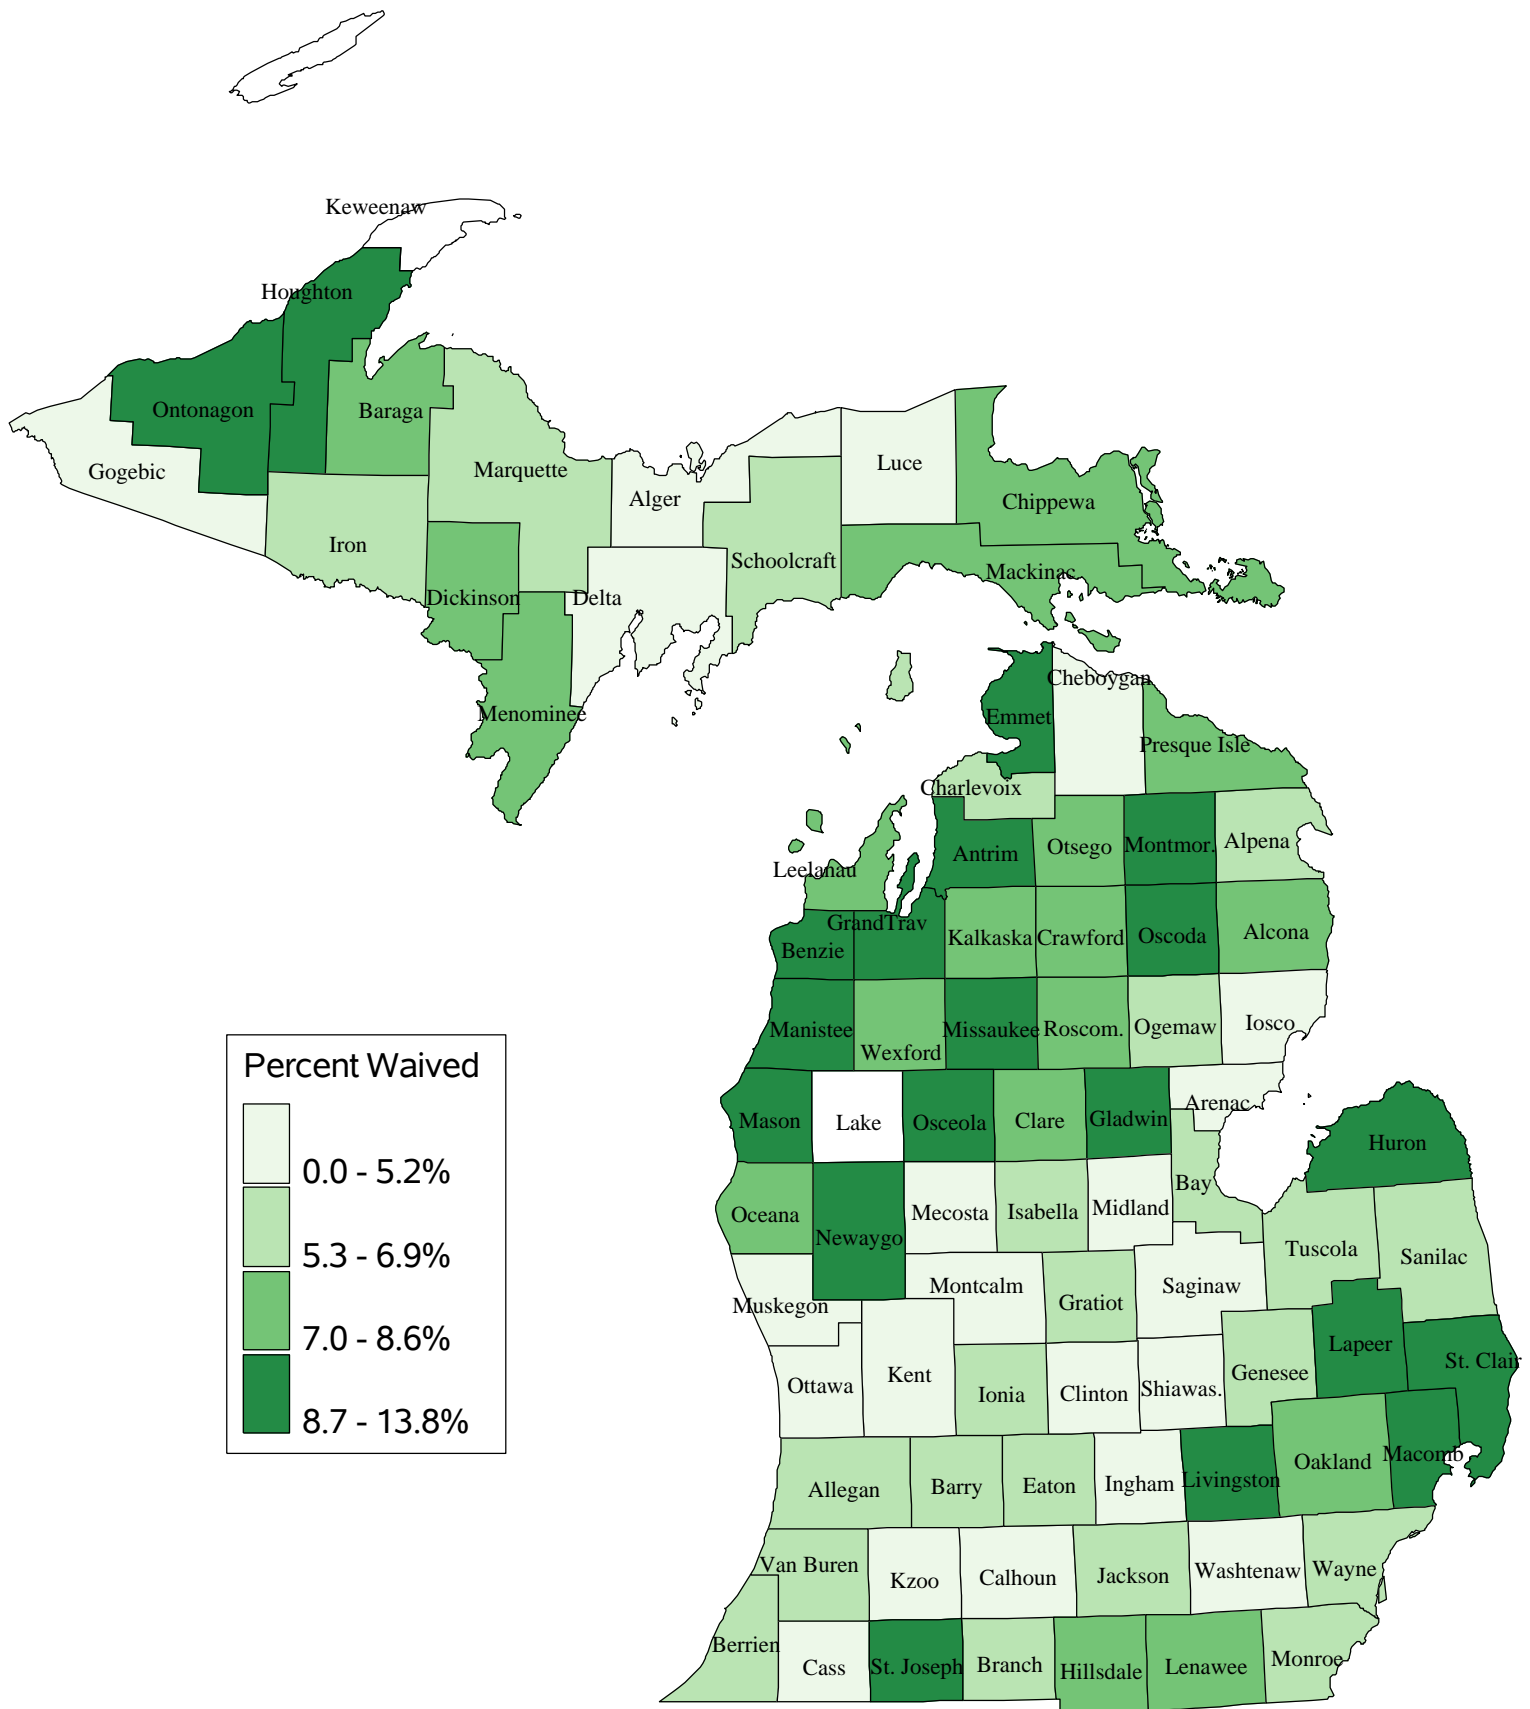 Keweenaw
Houghton
Ontonagon
Baraga
Gogebic
Marquette
Luce
Alger
Chippewa
Iron
Schoolcraft
Mackinac
Dickinson
Delta
Cheboygan
Menominee
Emmet
Presque Isle
Charlevoix
Antrim
Otsego
Montmor.
Alpena
Leelanau
GrandTrav
Benzie
Kalkaska
Crawford
Oscoda
Alcona
Manistee
Wexford
Missaukee
Roscom.
Ogemaw
Iosco
Percent Waived
0.0 - 5.2%
5.3 - 6.9%
7.0 - 8.6%
8.7 - 13.8%
Mason
Lake
Osceola
Clare
Gladwin
Arenac
Huron
Oceana
Newaygo
Mecosta
Isabella
Midland
Bay
Tuscola
Sanilac
Muskegon
Montcalm
Gratiot
Saginaw
Lapeer
St. Clair
Ottawa
Kent
Ionia
Clinton
Shiawas.
Genesee
Allegan
Barry
Eaton
Ingham
Livingston
Oakland
Macomb
Van Buren
Kzoo
Calhoun
Jackson
Washtenaw
Wayne
Berrien
Cass
St. Joseph
Branch
Hillsdale
Lenawee
Monroe